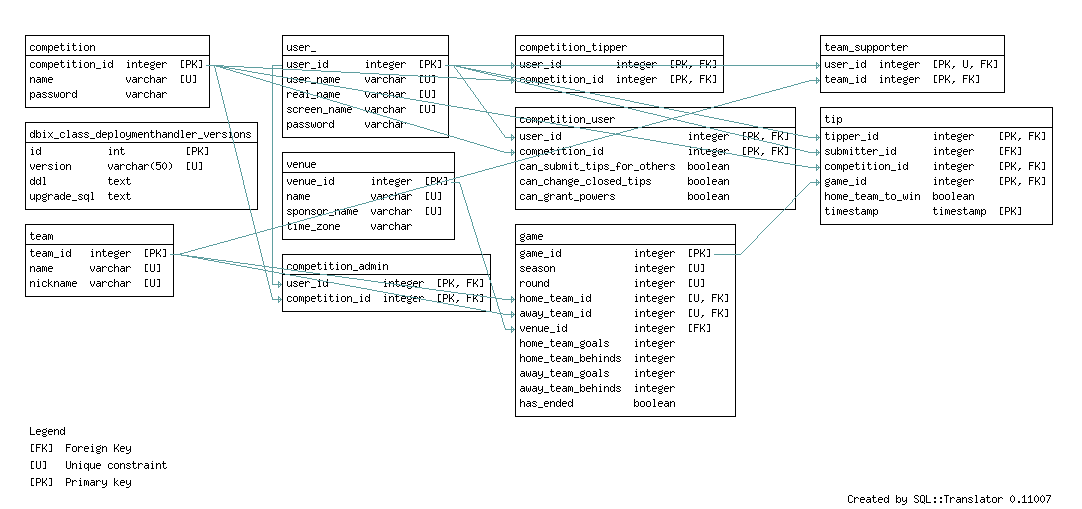 competition
competition_id integer [PK]
name varchar [U]
password varchar
dbix_class_deploymenthandler_versions
id int [PK]
version varchar(50) [U]
ddl text
upgrade_sql text
team
team_id integer [PK]
name varchar [U]
nickname varchar [U]
user_
user_id integer [PK]
user_name varchar [U]
real_name varchar [U]
screen_name varchar [U]
password varchar
venue
venue_id integer [PK]
name varchar [U]
sponsor_name varchar [U]
time_zone varchar
competition_admin
user_id integer [PK, FK]
competition_id integer [PK, FK]
competition_tipper
user_id integer [PK, FK]
competition_id integer [PK, FK]
competition_user
user_id integer [PK, FK]
competition_id integer [PK, FK]
can_submit_tips_for_others boolean
can_change_closed_tips boolean
can_grant_powers boolean
game
game_id integer [PK]
season integer [U]
round integer [U]
home_team_id integer [U, FK]
away_team_id integer [U, FK]
venue_id integer [FK]
home_team_goals integer
home_team_behinds integer
away_team_goals integer
away_team_behinds integer
has_ended boolean
team_supporter
user_id integer [PK, U, FK]
team_id integer [PK, FK]
tip
tipper_id integer [PK, FK]
submitter_id integer [FK]
competition_id integer [PK, FK]
game_id integer [PK, FK]
home_team_to_win boolean
timestamp timestamp [PK]
Legend
[FK] Foreign Key
[U] Unique constraint
[PK] Primary key
Created by SQL::Translator 0.11007